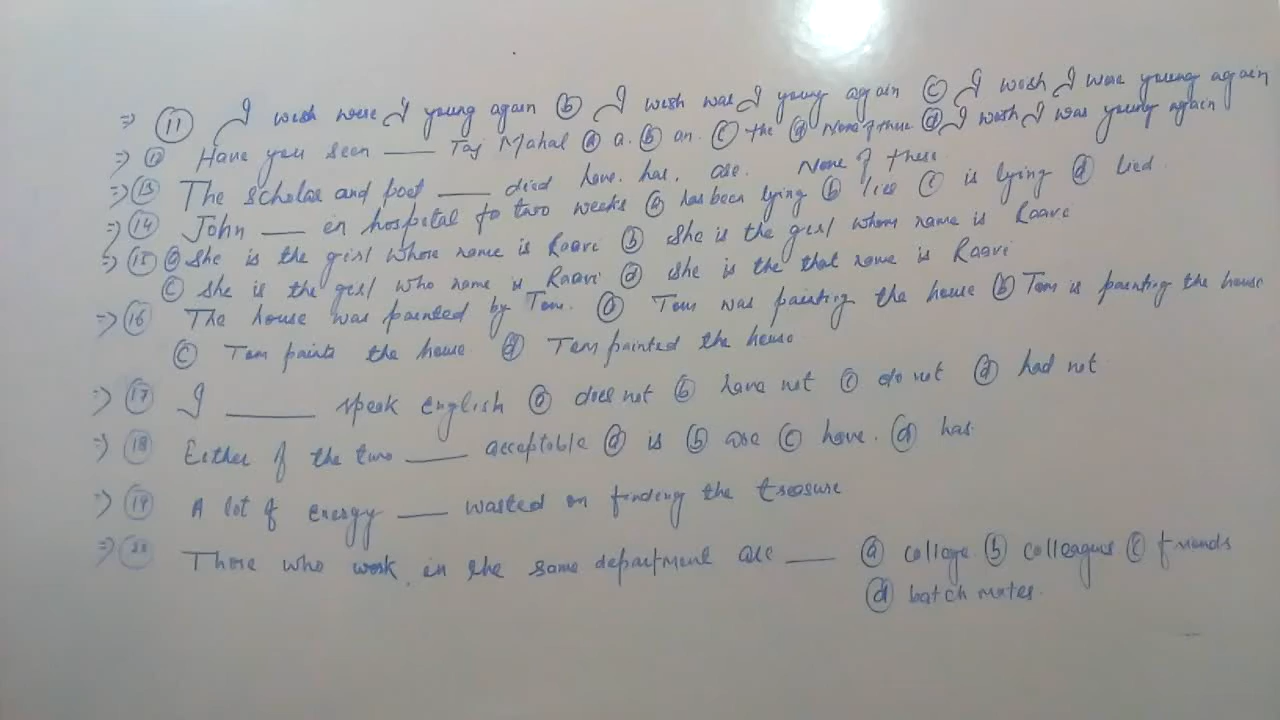 => (11) I wish were I young again (b) I wish was I young again (c) I wish I were young again
(d) I wish I was young again
=> (12) Have you seen ___ Taj Mahal (a) a. (b) an. (c) the (d) None of these
=> (13) The scholar and poet ___ died have. has. are. None of these
=> (14) John ___ in hospital for two weeks (a) has been lying (b) lies (c) is lying (d) lied
=> (15) (a) She is the girl whose name is Raavi (b) She is the girl whom name is Raavi
(c) She is the girl who name is Raavi (d) She is the that name is Raavi
=> (16) The house was painted by Tom. (a) Tom was painting the house (b) Tom is painting the house
(c) Tom paints the house. (d) Tom painted the house
=> (17) I ___ speak english (a) does not (b) have not (c) do not (d) had not
=> (18) Either of the two ___ acceptable (a) is (b) are (c) have. (d) has
=> (19) A lot of energy ___ wasted on finding the treasure
=> (20) Those who work in the same department are ___ (a) college (b) colleagues (c) friends
(d) batch mates.